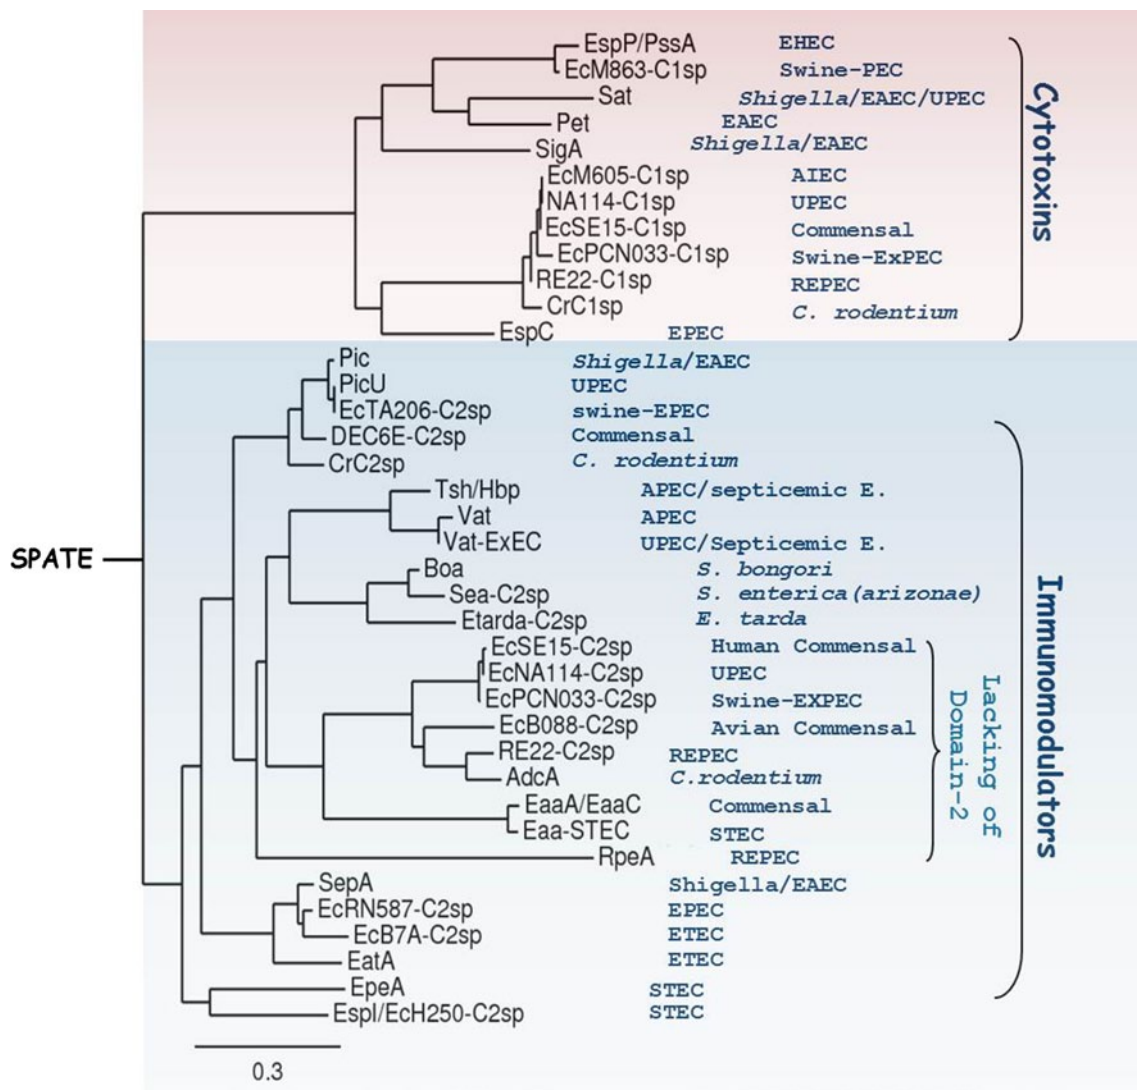 EspP/PssA EHEC
EcM863-C1sp Swine-PEC
Sat Shigella/EAEC/UPEC
Pet EAEC
SigA Shigella/EAEC
EcM605-C1sp AIEC
NA114-C1sp UPEC
EcSE15-C1sp Commensal
EcPCN033-C1sp Swine-ExPEC
RE22-C1sp REPEC
CrC1sp C. rodentium
EspC EPEC
Cytotoxins
Pic Shigella/EAEC
PicU UPEC
EcTA206-C2sp swine-EPEC
DEC6E-C2sp Commensal
CrC2sp C. rodentium
Tsh/Hbp APEC/septicemic E.
Vat APEC
Vat-ExEC UPEC/Septicemic E.
SPATE
Boa S. bongori
Sea-C2sp S. enterica(arizonae)
Etarda-C2sp E. tarda
EcSE15-C2sp Human Commensal
EcNA114-C2sp UPEC
EcPCN033-C2sp Swine-EXPEC
EcB088-C2sp Avian Commensal
RE22-C2sp REPEC
AdcA C.rodentium
EaaA/EaaC Commensal
Eaa-STEC STEC
RpeA REPEC
Lacking of
Domain-2
Immunomodulators
SepA Shigella/EAEC
EcRN587-C2sp EPEC
EcB7A-C2sp ETEC
EatA ETEC
EpeA STEC
EspI/EcH250-C2sp STEC
0.3